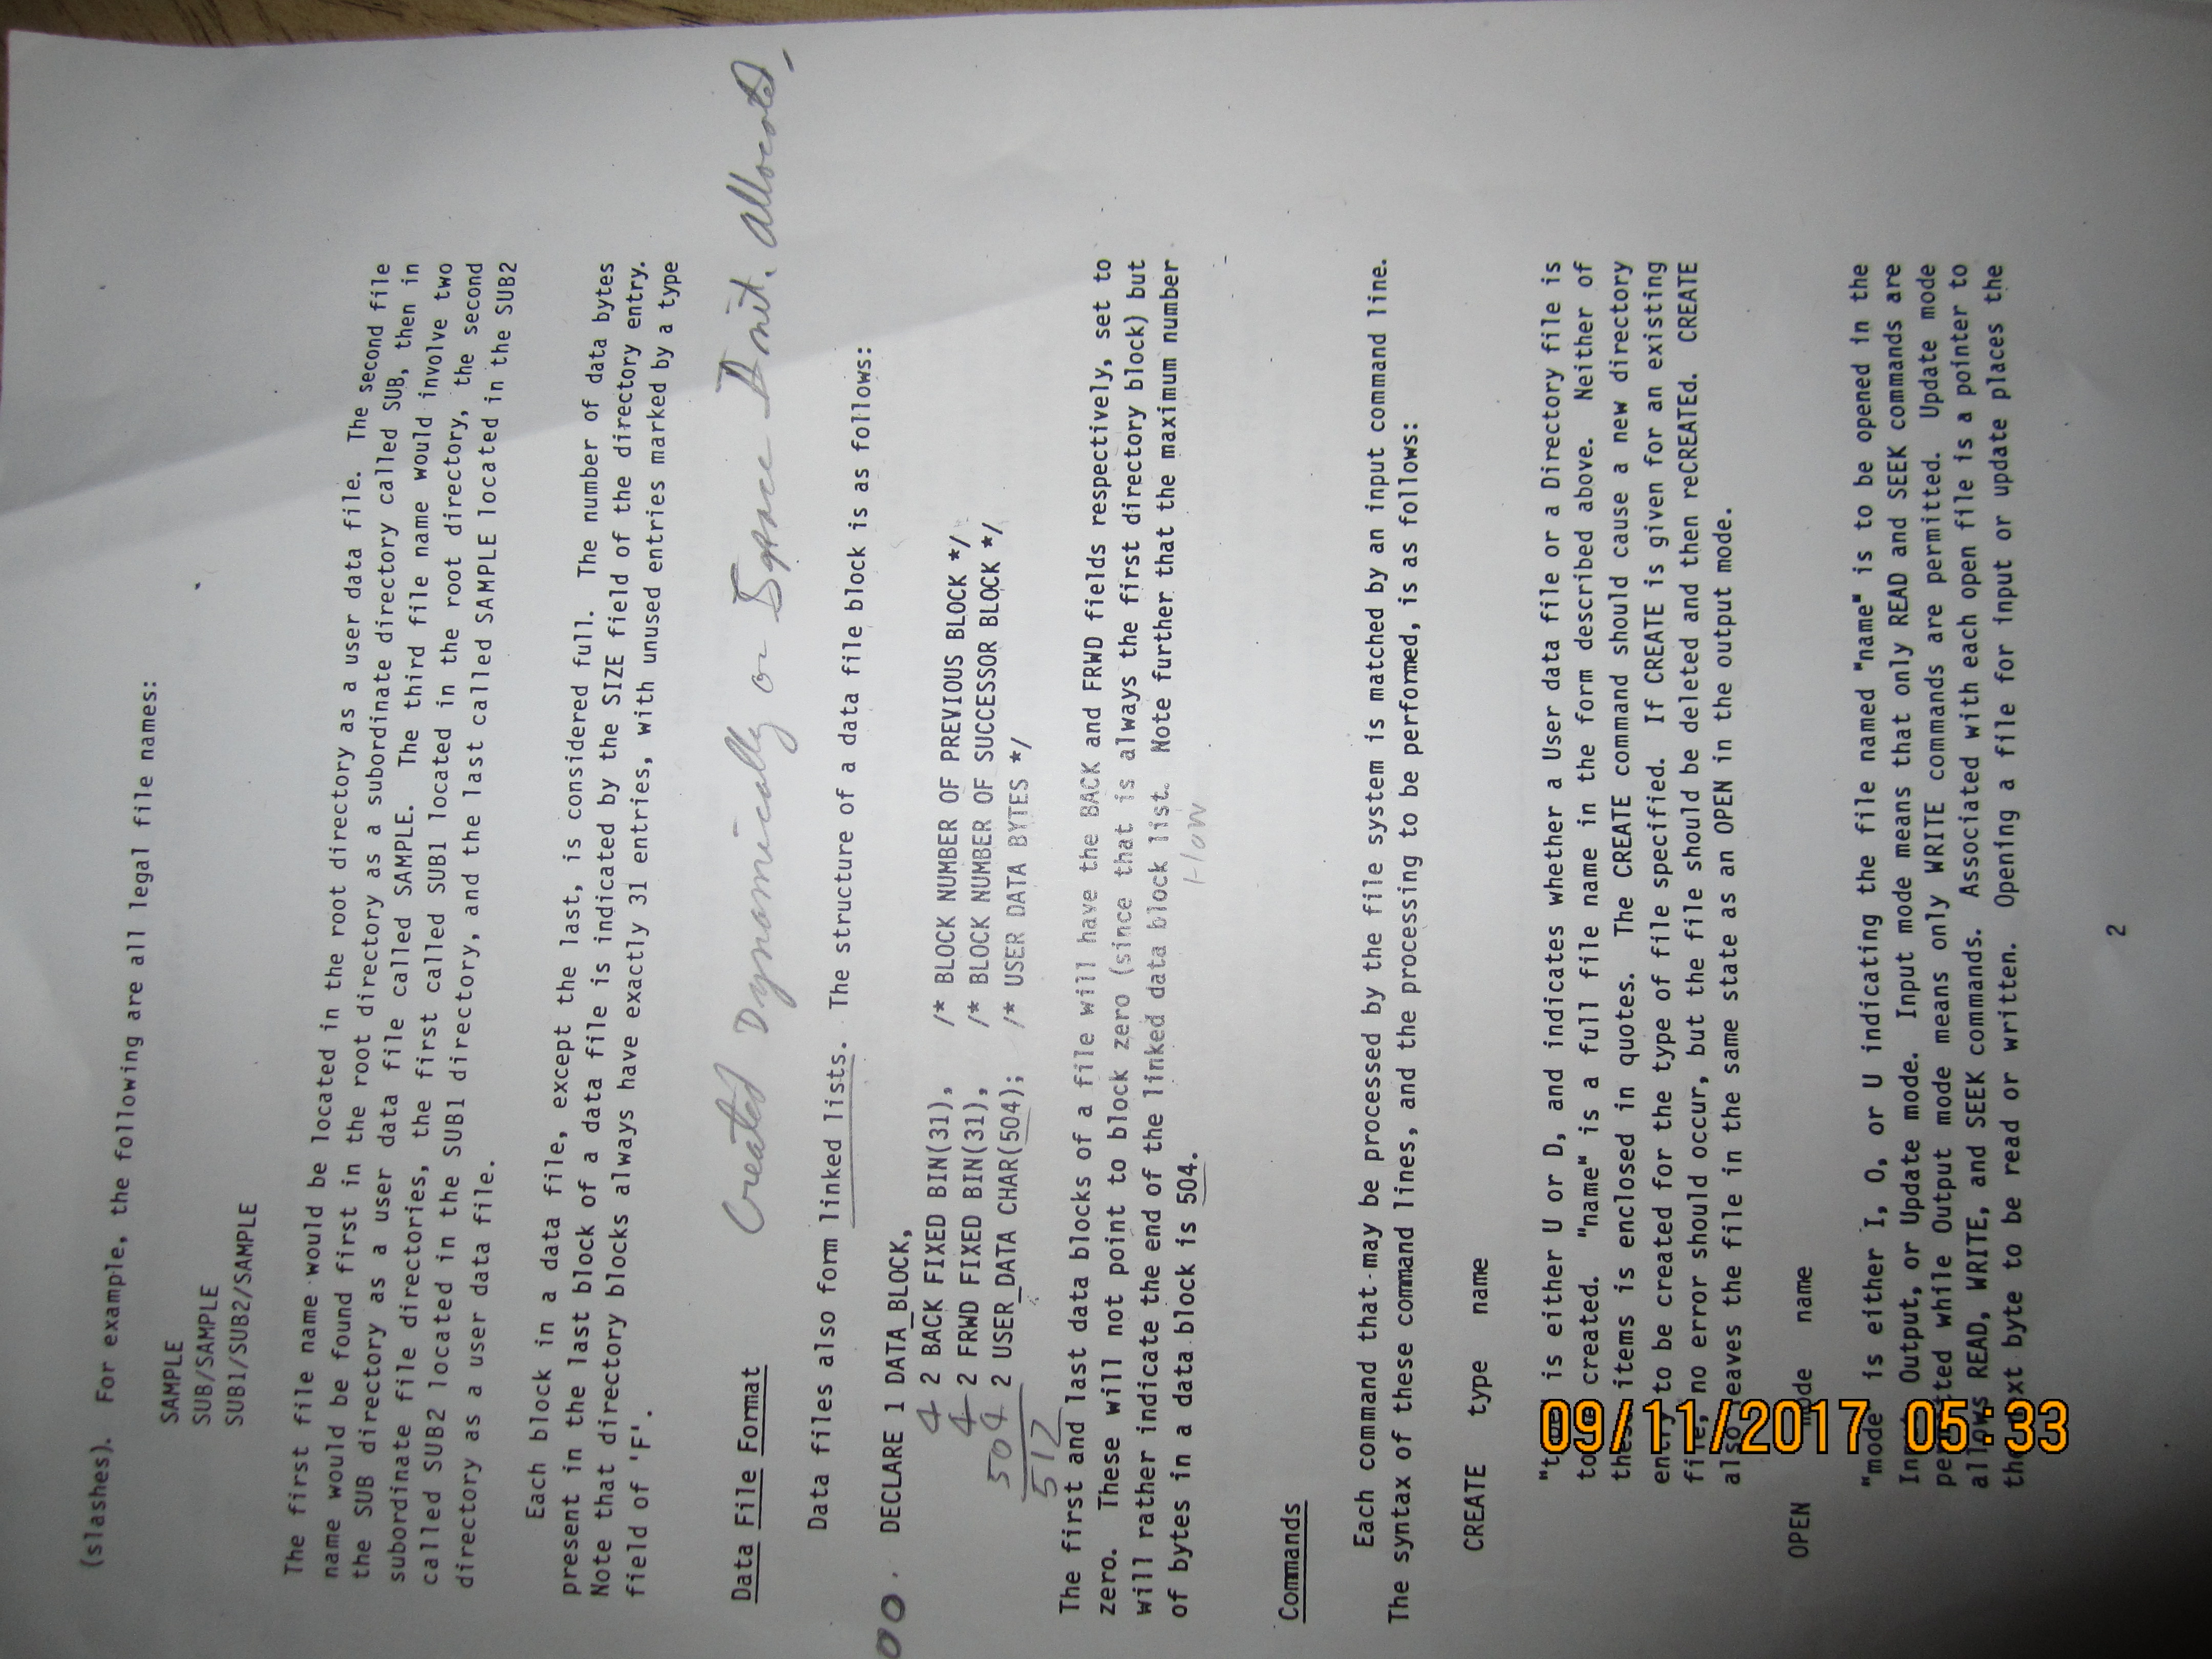 (slashes). For example, the following are all legal file names:
SAMPLE
SUB/SAMPLE
SUB1/SUB2/SAMPLE
The first file name would be located in the root directory as a user data file. The second file
name would be found first in the root directory as a subordinate directory called SUB, then in
the SUB directory as a user data file called SAMPLE. The third file name would involve two
subordinate file directories, the first called SUB1 located in the root directory, the second
called SUB2 located in the SUB1 directory, and the last called SAMPLE located in the SUB2
directory as a user data file.
Each block in a data file, except the last, is considered full. The number of data bytes
present in the last block of a data file is indicated by the SIZE field of the directory entry.
Note that directory blocks always have exactly 31 entries, with unused entries marked by a type
field of 'F'.
Data File Format Created Dynamically or Space Init. Allocated,
Data files also form linked lists. The structure of a data file block is as follows:
00. DECLARE 1 DATA_BLOCK,
4 2 BACK FIXED BIN(31), /* BLOCK NUMBER OF PREVIOUS BLOCK */
4 2 FRWD FIXED BIN(31), /* BLOCK NUMBER OF SUCCESSOR BLOCK */
504 2 USER_DATA CHAR(504); /* USER DATA BYTES */
512
The first and last data blocks of a file will have the BACK and FRWD fields respectively, set to
zero. These will not point to block zero (since that is always the first directory block) but
will rather indicate the end of the linked data block list. Note further that the maximum number
of bytes in a data block is 504.
How
Commands
Each command that may be processed by the file system is matched by an input command line.
The syntax of these command lines, and the processing to be performed, is as follows:
CREATE type name
"type" is either U or D, and indicates whether a User data file or a Directory file is
to be created. "name" is a full file name in the form described above. Neither of
these items is enclosed in quotes. The CREATE command should cause a new directory
entry to be created for the type of file specified. If CREATE is given for an existing
file, no error should occur, but the file should be deleted and then reCREATEd. CREATE
also leaves the file in the same state as an OPEN in the output mode.
OPEN mode name
"mode" is either I, O, or U indicating the file named "name" is to be opened in the
Input, Output, or Update mode. Input mode means that only READ and SEEK commands are
permitted while Output mode means only WRITE commands are permitted. Update mode
allows READ, WRITE, and SEEK commands. Associated with each open file is a pointer to
the next byte to be read or written. Opening a file for input or update places the
2
09/11/2017 05:33